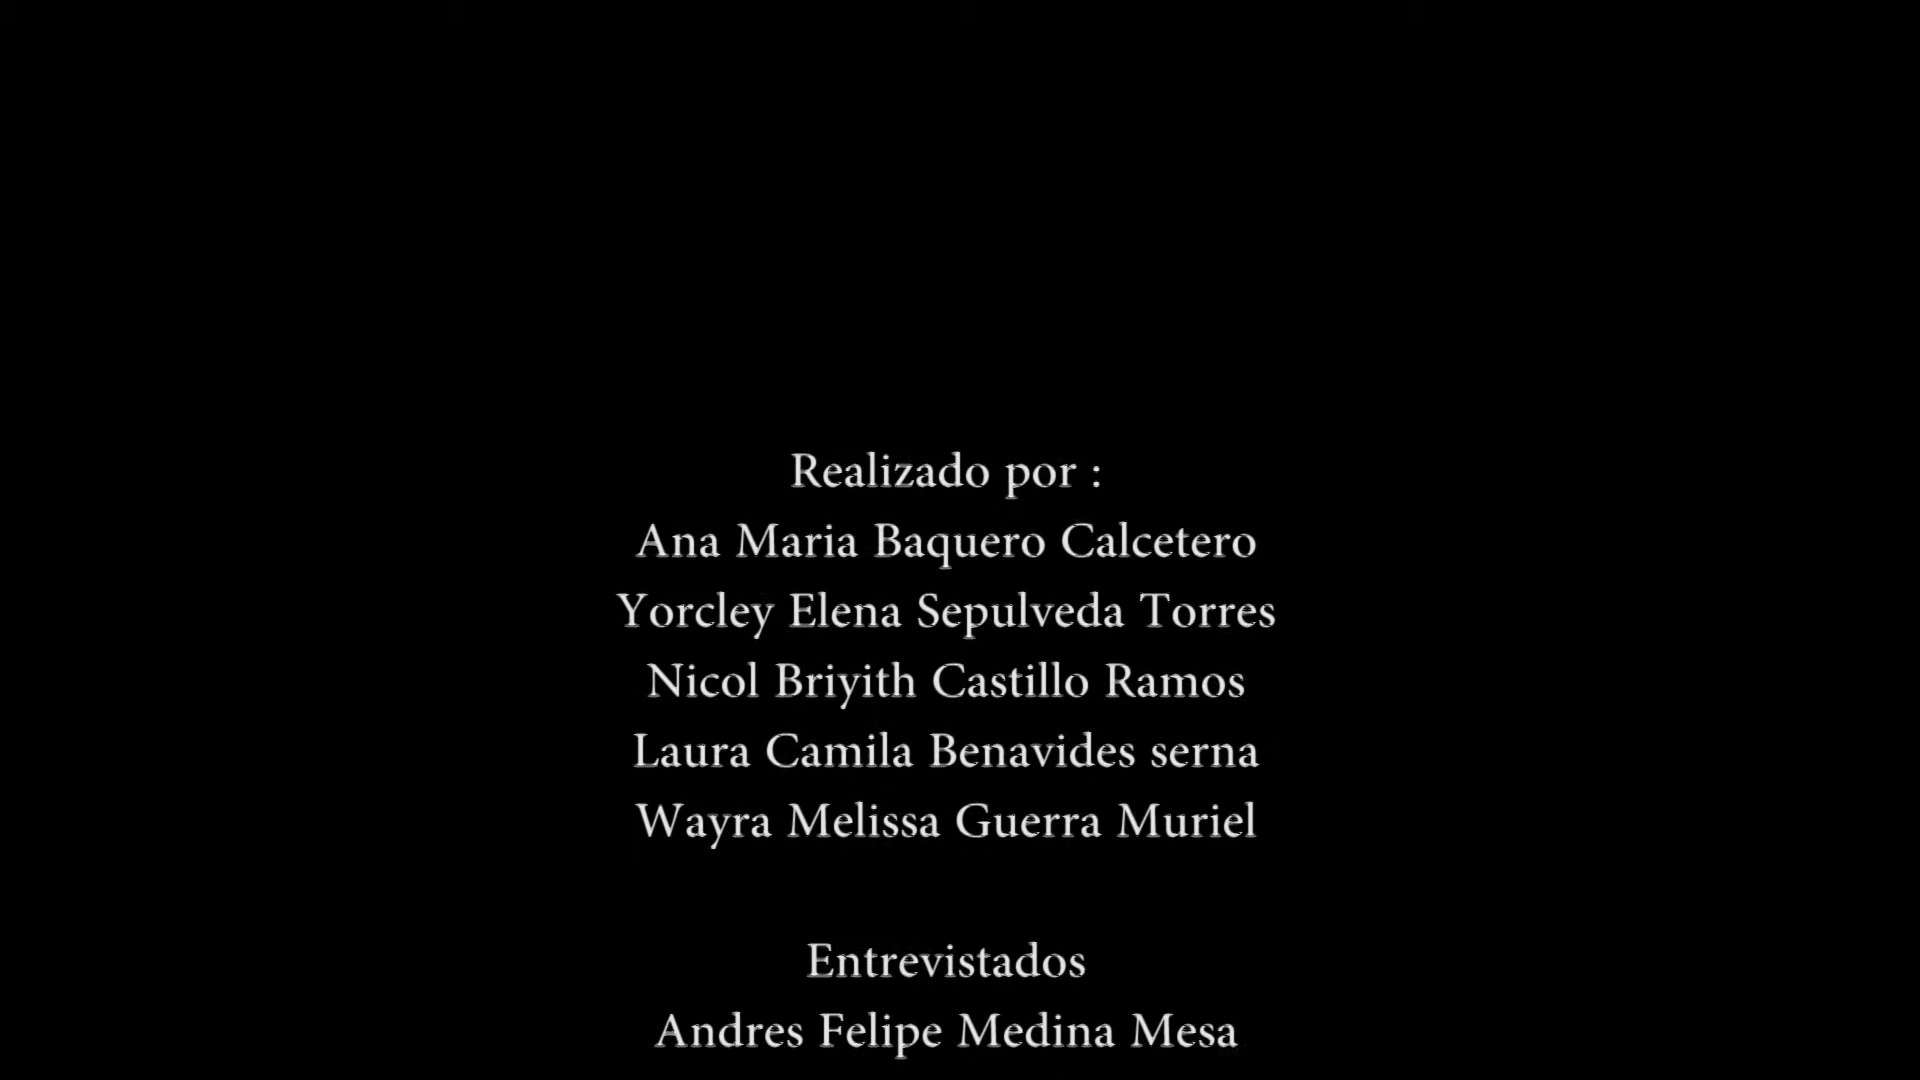 Realizado por :
Ana Maria Baquero Calcetero
Yorcley Elena Sepulveda Torres
Nicol Briyith Castillo Ramos
Laura Camila Benavides serna
Wayra Melissa Guerra Muriel
Entrevistados
Andres Felipe Medina Mesa